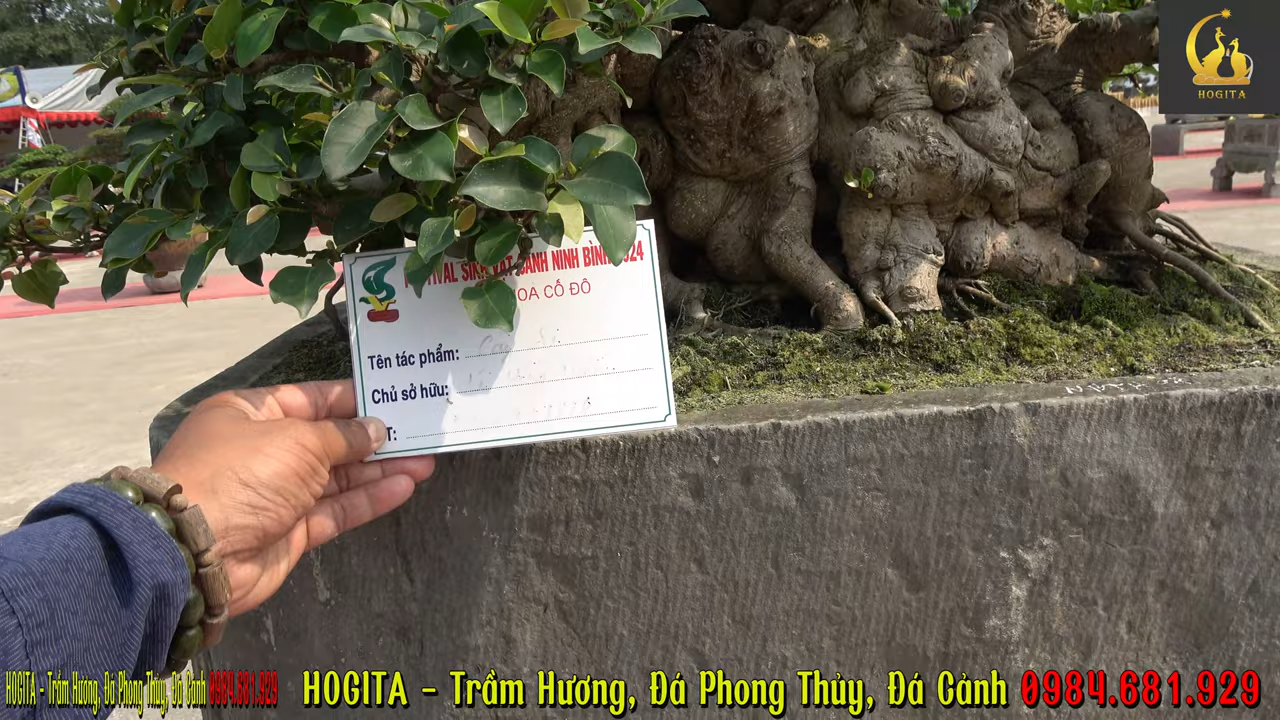 HOGITA
FESTIVAL SINH VẬT CẢNH NINH BÌNH 2024
OA CỐ ĐÔ
Tên tác phẩm:
Chủ sở hữu:
T:
HOGITA - Trầm Hương, Đá Phong Thủy, Đá Cảnh 0984.681.929
HOGITA - Trầm Hương, Đá Phong Thủy, Đá Cảnh 0984.681.929